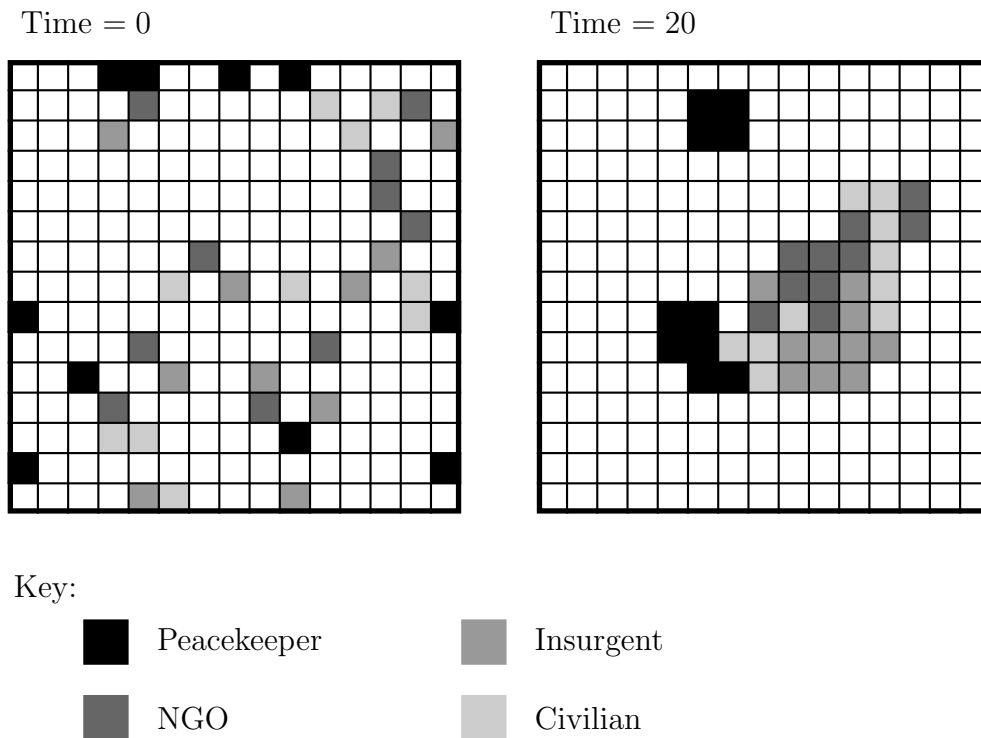 Time = 0
Time = 20
Key:
Peacekeeper
Insurgent
NGO
Civilian